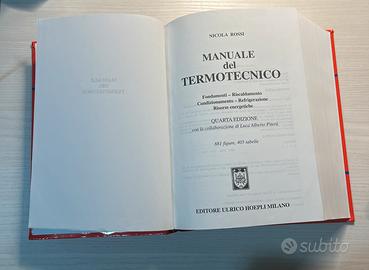 NICOLA ROSSI
MANUALE
del
TERMOTECNICO
Fondamenti – Riscaldamento
Condizionamento – Refrigerazione
Risorse energetiche
QUARTA EDIZIONE
con la collaborazione di Luca Alberto Piterà
881 figure, 405 tabelle
EDITORE ULRICO HOEPLI MILANO
subito